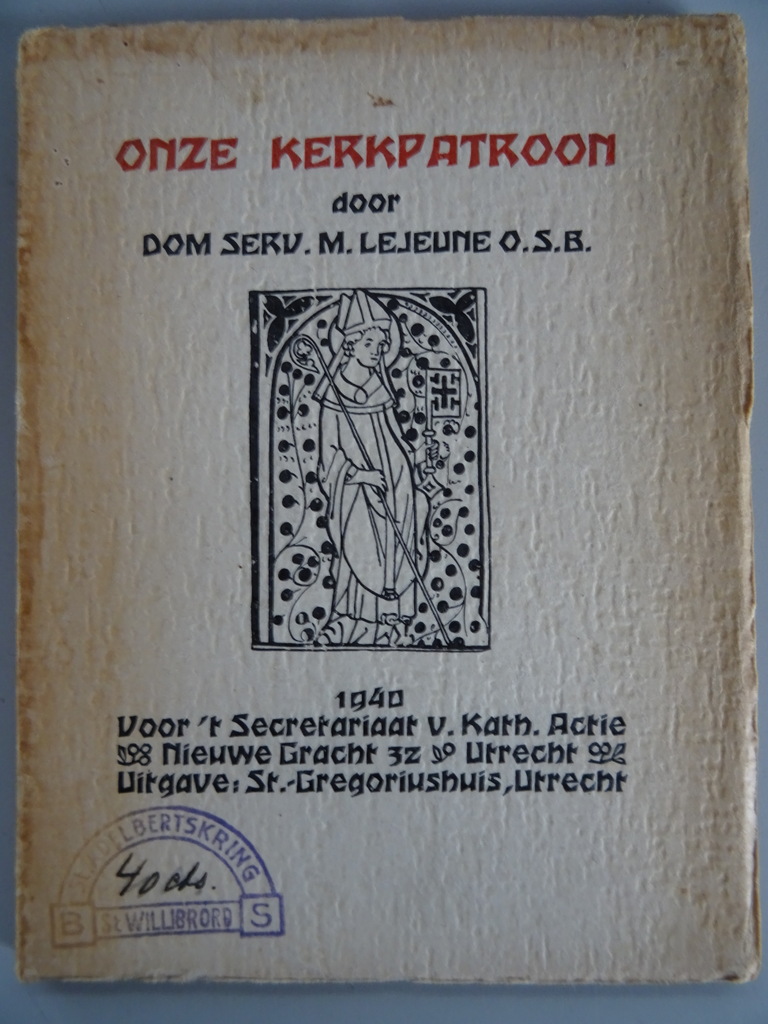 ONZE KERKPATROON
door
DOM SERV. M. LEJEUNE O.S.B.
1940
Voor 't Secretariaat v. Kath. Actie
Nieuwe Gracht 32 Utrecht
Uitgave: St.-Gregoriushuis, Utrecht
ADELBERTSKRING
40 cts.
B St WILLIBRORD S